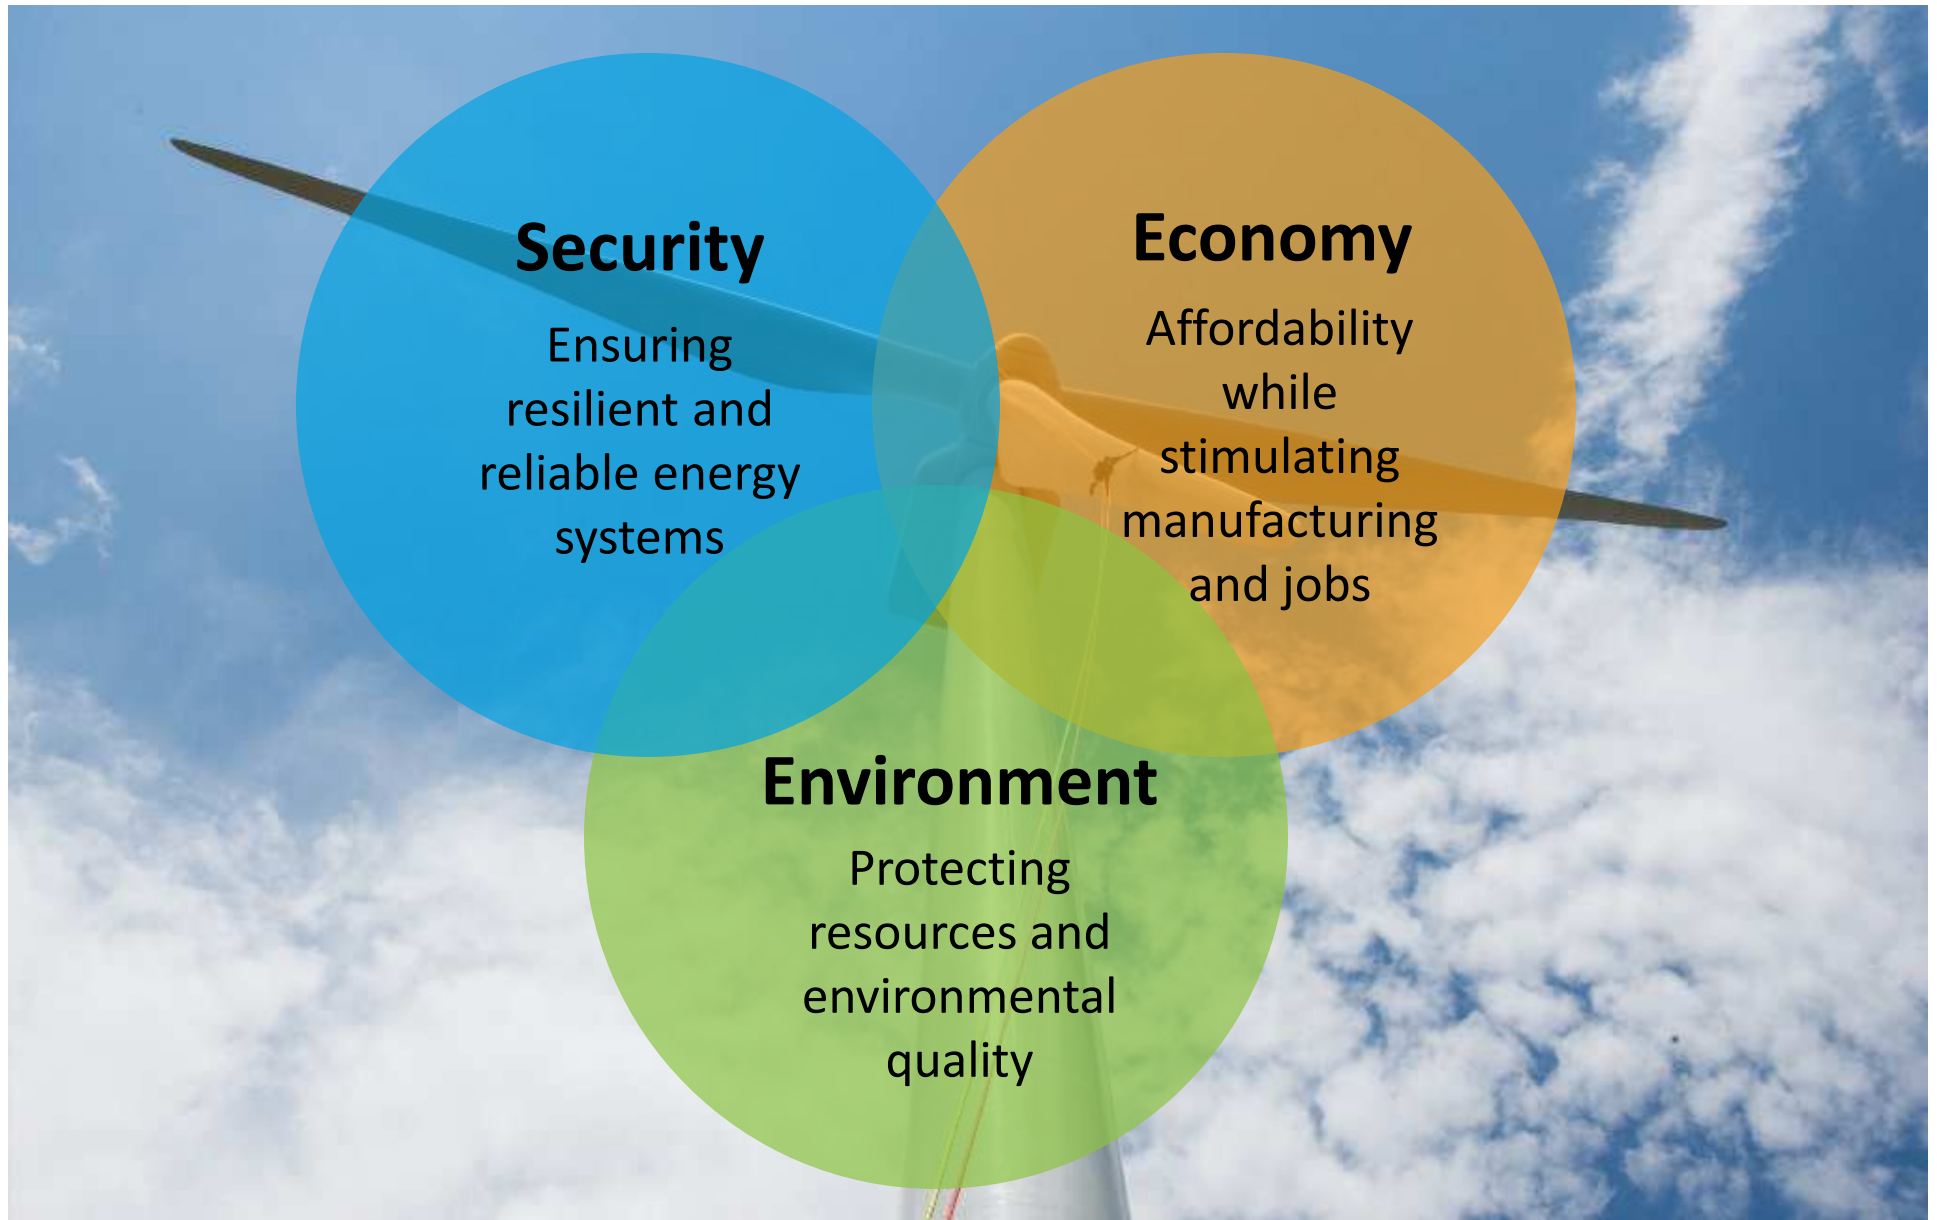 Security
Ensuring
resilient and
reliable energy
systems
Economy
Affordability
while
stimulating
manufacturing
and jobs
Environment
Protecting
resources and
environmental
quality